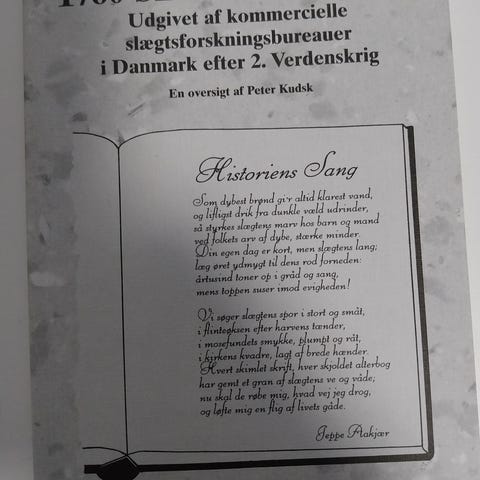 Udgivet af kommercielle
slægtsforskningsbureauer
i Danmark efter 2. Verdenskrig
En oversigt af Peter Kudsk
Historiens Sang
Som dybest brønd gi'r altid klarest vand,
og lifligst drik fra dunkle væld udrinder,
så styrkes slægtens marv hos barn og mand
ved folkets arv af dybe, stærke minder.
Din egen dag er kort, men slægtens lang;
læg øret ydmygt til dens rod forneden:
årtusind toner op i gråd og sang,
mens toppen suser imod evigheden!
Vi søger slægtens spor i stort og småt,
i flinteøksen efter harvens tænder,
i mosefundets smykke, plumpt og råt,
i kirkens kvadre, lagt af brede hænder.
Hvert skimlet skrift, hver skjoldet alterbog
har gemt et gran af slægtens ve og våde;
nu skal de røbe mig, hvad vej jeg drog,
og løfte mig en flig af livets gåde.
Jeppe Aakjær